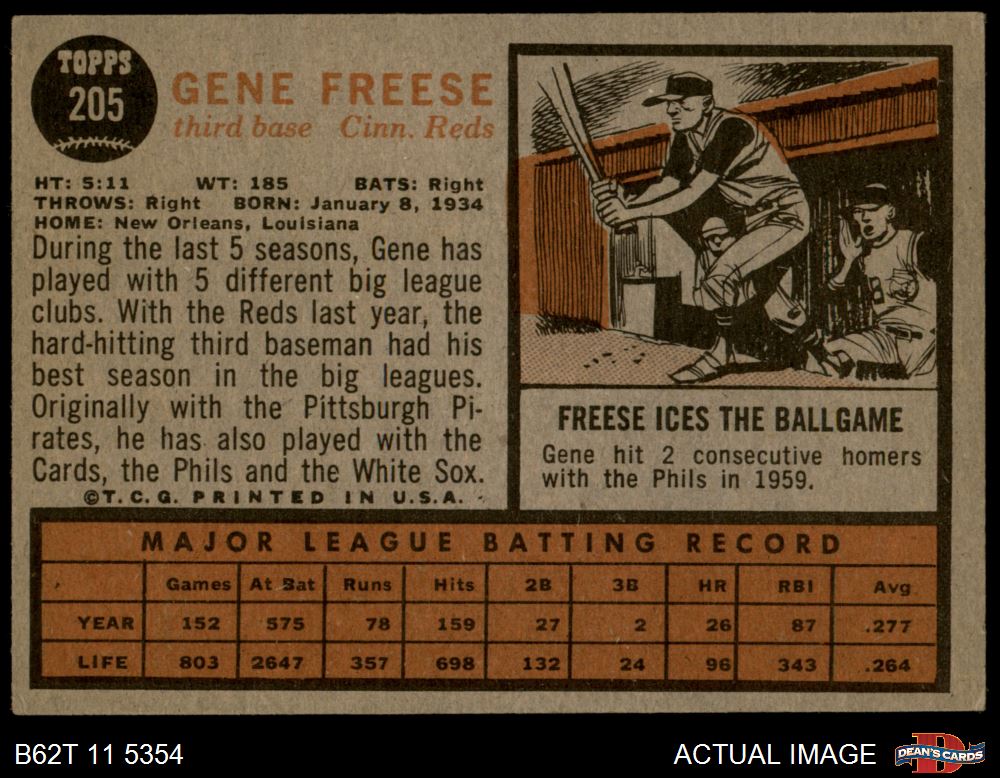 TOPPS
205
GENE FREESE
third base Cinn. Reds
HT: 5:11 WT: 185 BATS: Right
THROWS: Right BORN: January 8, 1934
HOME: New Orleans, Louisiana
During the last 5 seasons, Gene has
played with 5 different big league
clubs. With the Reds last year, the
hard-hitting third baseman had his
best season in the big leagues.
Originally with the Pittsburgh Pi-
rates, he has also played with the
Cards, the Phils and the White Sox.
©T.C.G. PRINTED IN U.S.A.
FREESE ICES THE BALLGAME
Gene hit 2 consecutive homers
with the Phils in 1959.
MAJOR LEAGUE BATTING RECORD
Games At Bat Runs Hits 2B 3B HR RBI Avg
YEAR 152 575 78 159 27 2 26 87 .277
LIFE 803 2647 357 698 132 24 96 343 .264
B62T 11 5354 ACTUAL IMAGE
D
DEAN'S CARDS